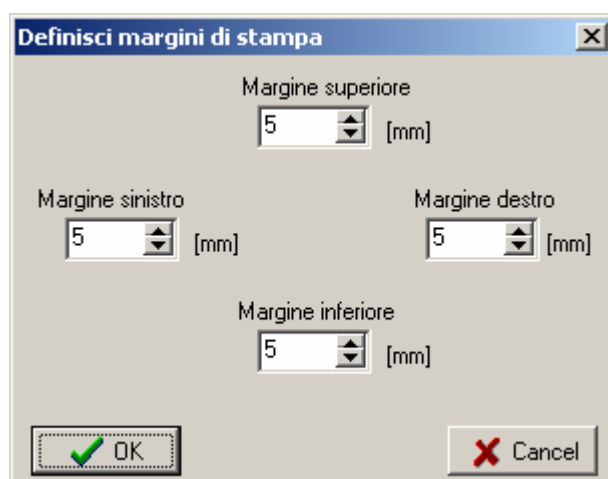 Definisci margini di stampa
Margine superiore
5 [mm]
Margine sinistro
5 [mm]
Margine destro
5 [mm]
Margine inferiore
5 [mm]
OK
Cancel